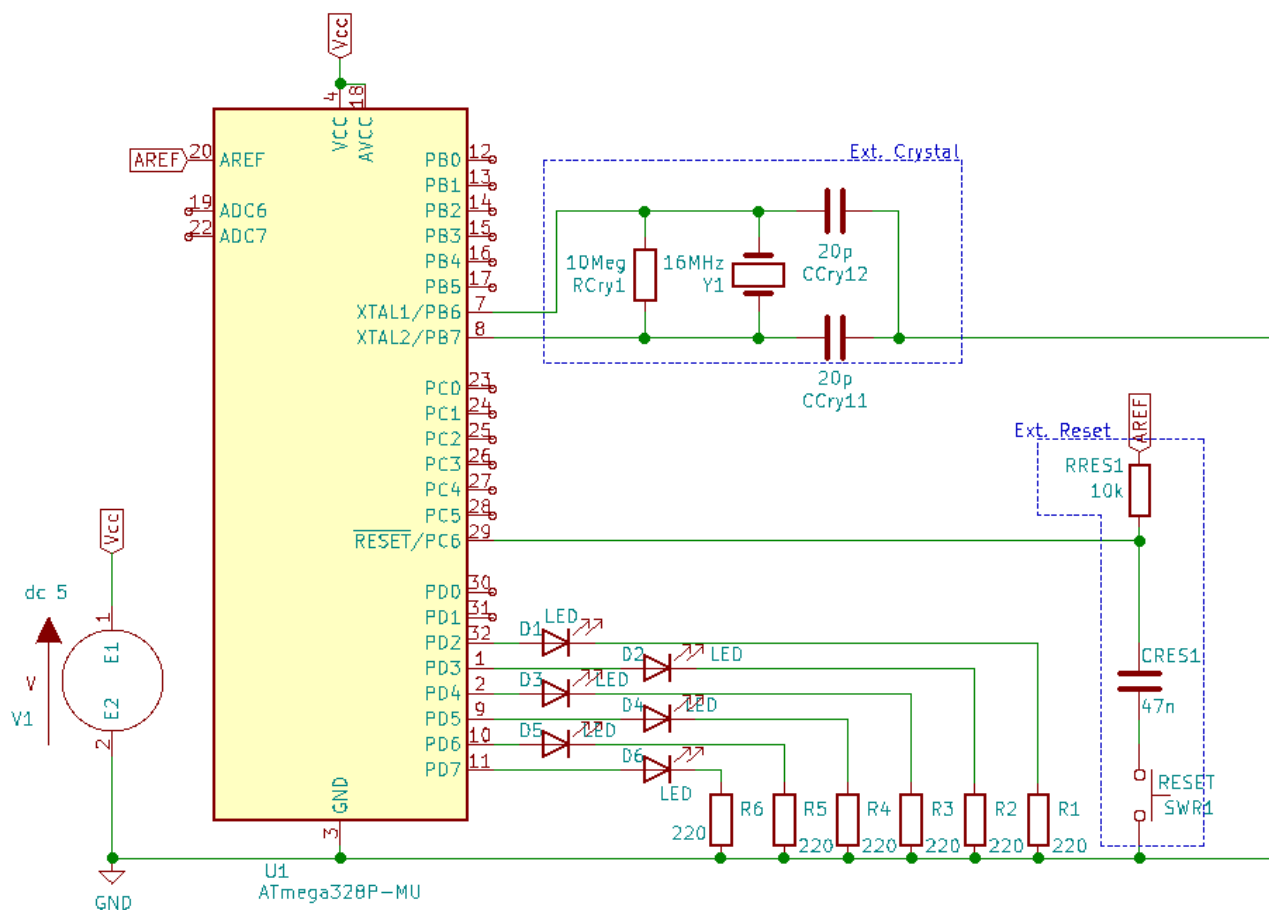 Vcc
4
18
VCC
AVCC
AREF
20
AREF
19
ADC6
22
ADC7
PB0
12
PB1
13
PB2
14
PB3
15
PB4
16
PB5
17
XTAL1/PB6
7
XTAL2/PB7
8
PC0
23
PC1
24
PC2
25
PC3
26
PC4
27
PC5
28
RESET/PC6
29
PD0
30
PD1
31
PD2
32
PD3
1
PD4
2
PD5
9
PD6
10
PD7
11
GND
3
U1
ATmega328P-MU
Ext. Crystal
10Meg
RCry1
16MHz
Y1
20p
CCry12
20p
CCry11
Ext. Reset
AREF
RRES1
10k
CRES1
47n
RESET
SWR1
D1
LED
D2
LED
D3
LED
D4
LED
D5
LED
D6
LED
R6
220
R5
220
R4
220
R3
220
R2
220
R1
220
Vcc
dc 5
1
E1
V
E2
V1
2
GND